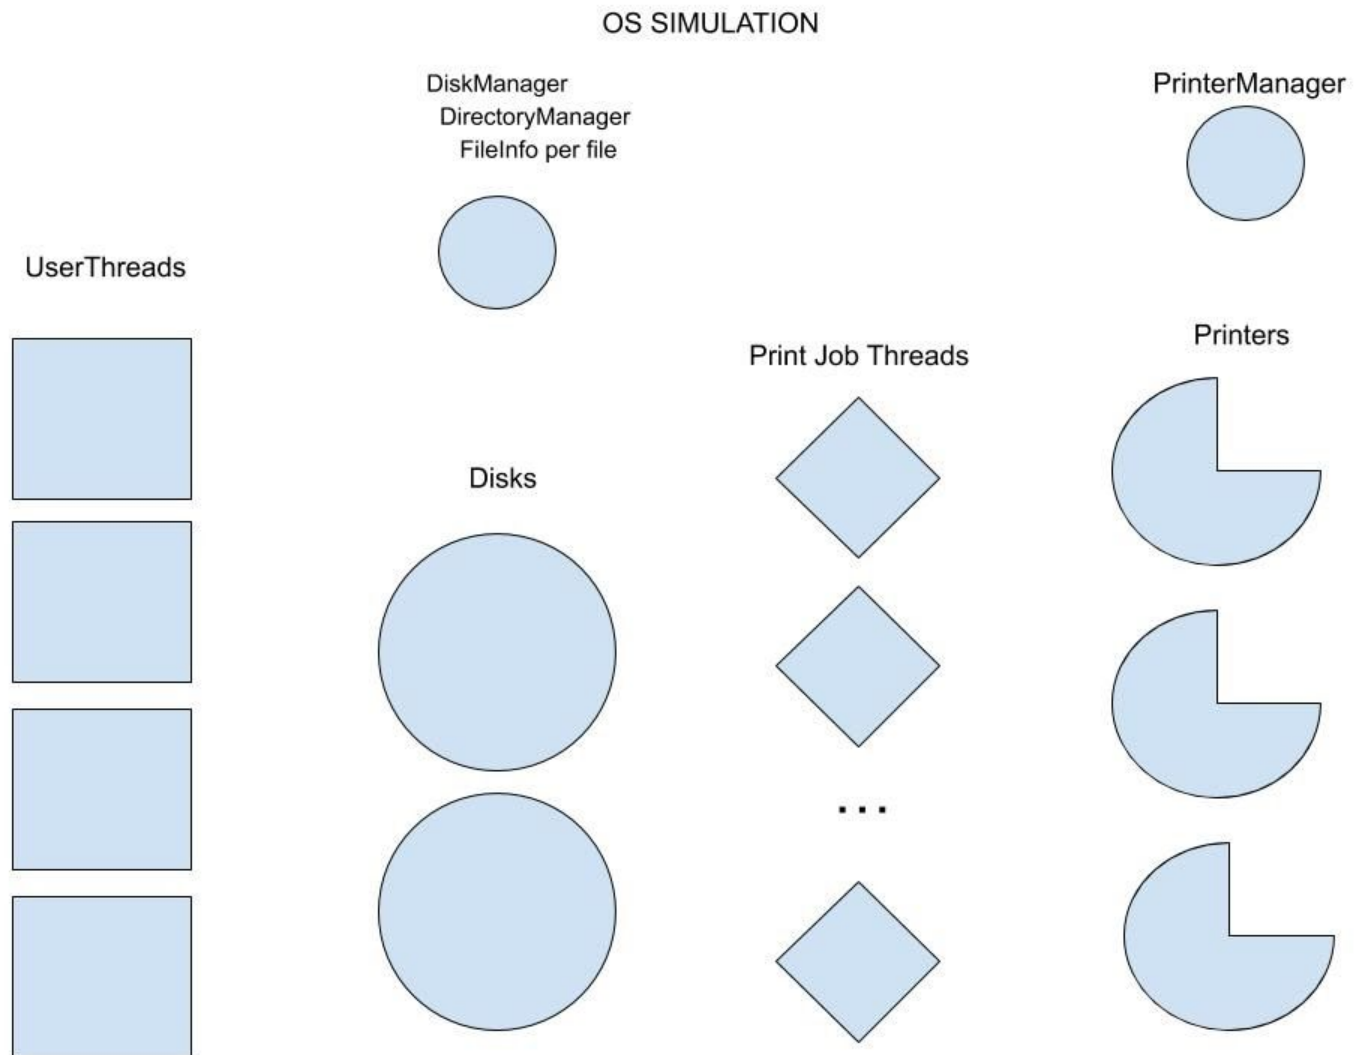 OS SIMULATION
DiskManager
DirectoryManager
FileInfo per file
PrinterManager
UserThreads
Print Job Threads
Printers
Disks
...